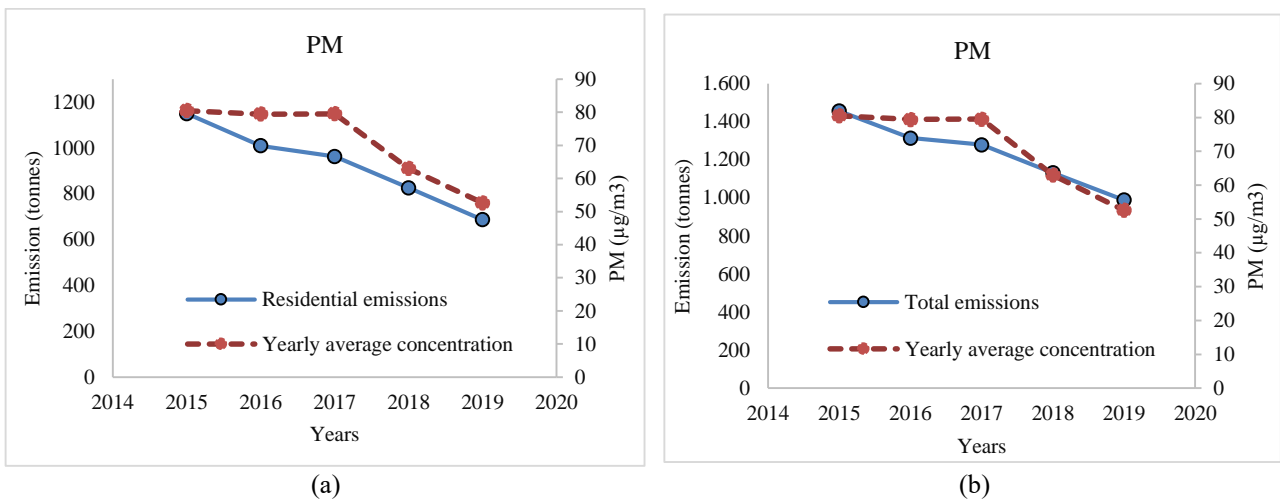 PM
Emission (tonnes)
1200
1000
800
600
400
200
0
90
80
70
60
50
40
30
20
10
0
PM (µg/m3)
Residential emissions
Yearly average concentration
2014 2015 2016 2017 2018 2019 2020
Years
(a)
PM
Emission (tonnes)
1.600
1.400
1.200
1.000
800
600
400
200
0
90
80
70
60
50
40
30
20
10
0
PM (µg/m3)
Total emissions
Yearly average concentration
2014 2015 2016 2017 2018 2019 2020
Years
(b)